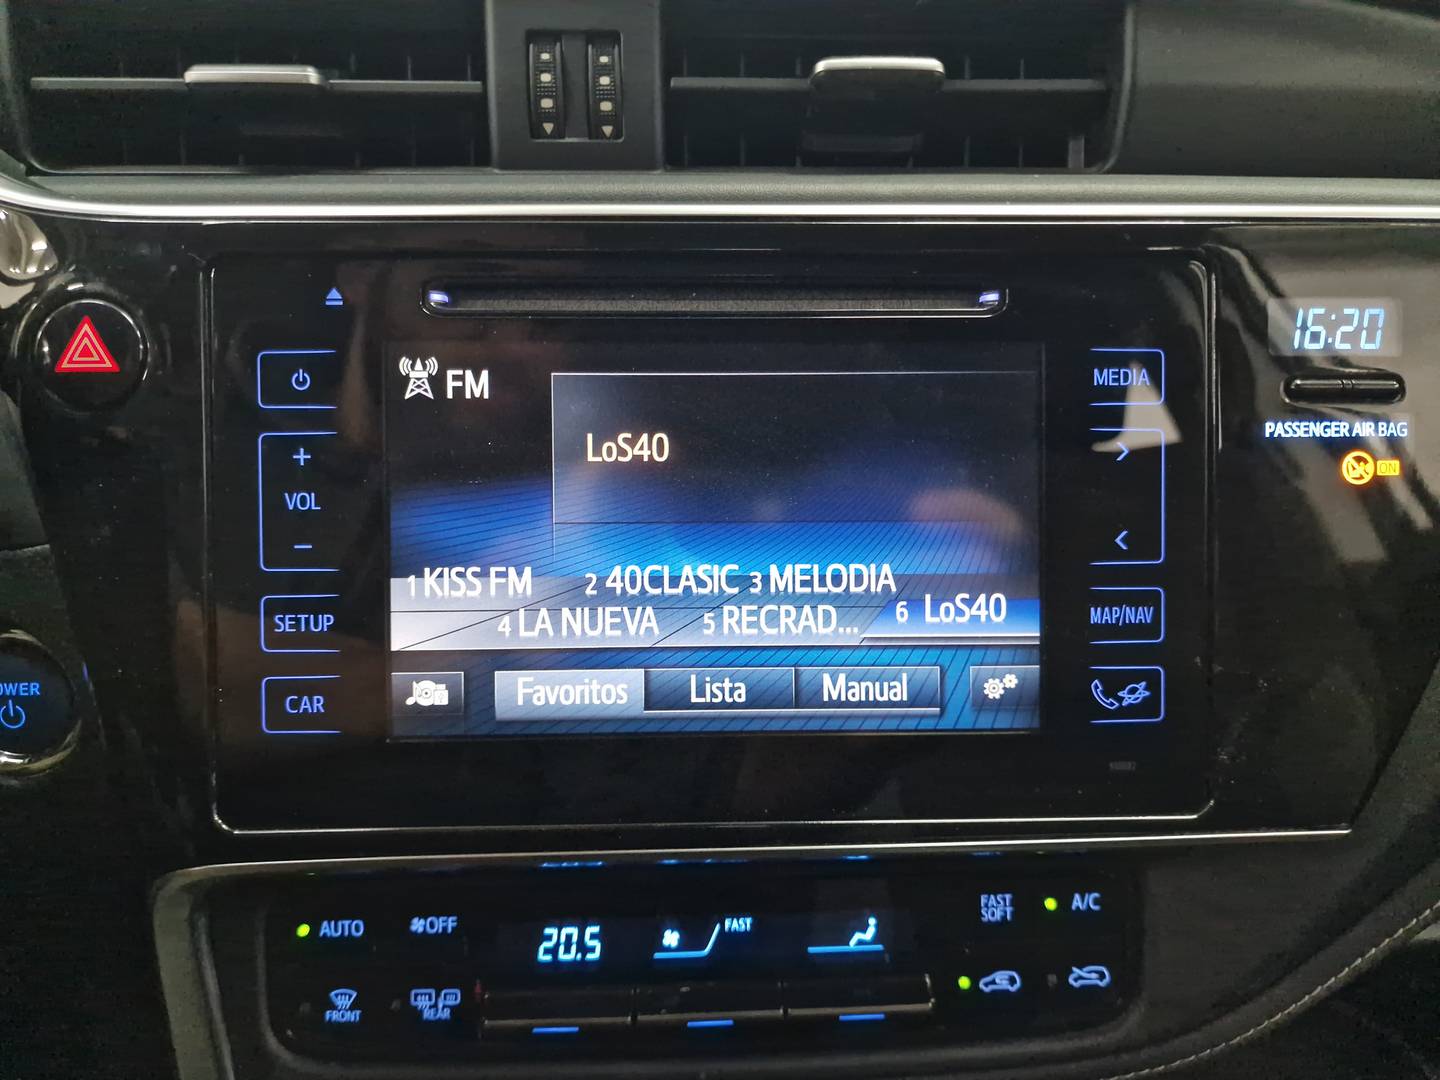 16:20
FM
MEDIA
LoS40
PASSENGER AIR BAG
ON
+
VOL
−
>
<
1 KISS FM 2 40CLASIC 3 MELODIA
4 LA NUEVA 5 RECRAD... 6 LoS40
SETUP
MAP/NAV
Favoritos Lista Manual
CAR
POWER
AUTO OFF 20.5 FAST FAST SOFT A/C
FRONT REAR